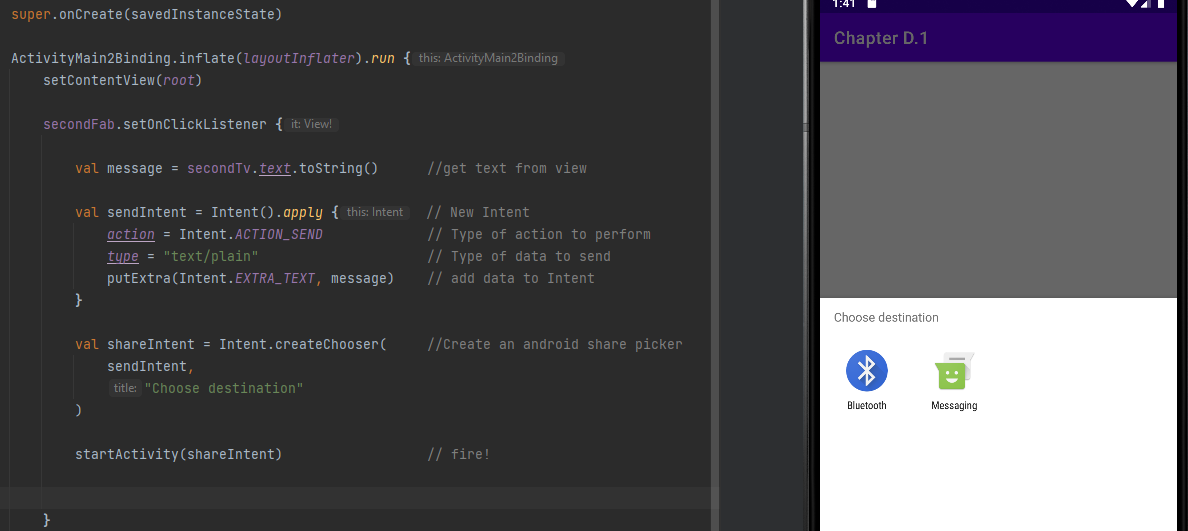 super.onCreate(savedInstanceState)
ActivityMain2Binding.inflate(layoutInflater).run { this: ActivityMain2Binding
setContentView(root)
secondFab.setOnClickListener { it: View!
val message = secondTv.text.toString() //get text from view
val sendIntent = Intent().apply { this: Intent // New Intent
action = Intent.ACTION_SEND // Type of action to perform
type = "text/plain" // Type of data to send
putExtra(Intent.EXTRA_TEXT, message) // add data to Intent
}
val shareIntent = Intent.createChooser( //Create an android share picker
sendIntent,
title: "Choose destination"
)
startActivity(shareIntent) // fire!
}
1:41
Chapter D.1
Choose destination
Bluetooth Messaging